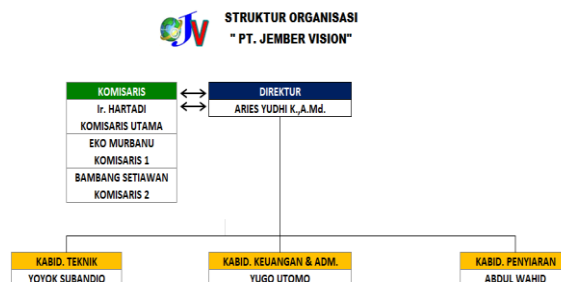 JV
STRUKTUR ORGANISASI
" PT. JEMBER VISION"
KOMISARIS
Ir. HARTADI
KOMISARIS UTAMA
EKO MURBANU
KOMISARIS 1
BAMBANG SETIAWAN
KOMISARIS 2
DIREKTUR
ARIES YUDHI K.,A.Md.
KABID. TEKNIK
YOYOK SUBANDIO
KABID. KEUANGAN & ADM.
YUGO UTOMO
KABID. PENYIARAN
ABDUL WAHID